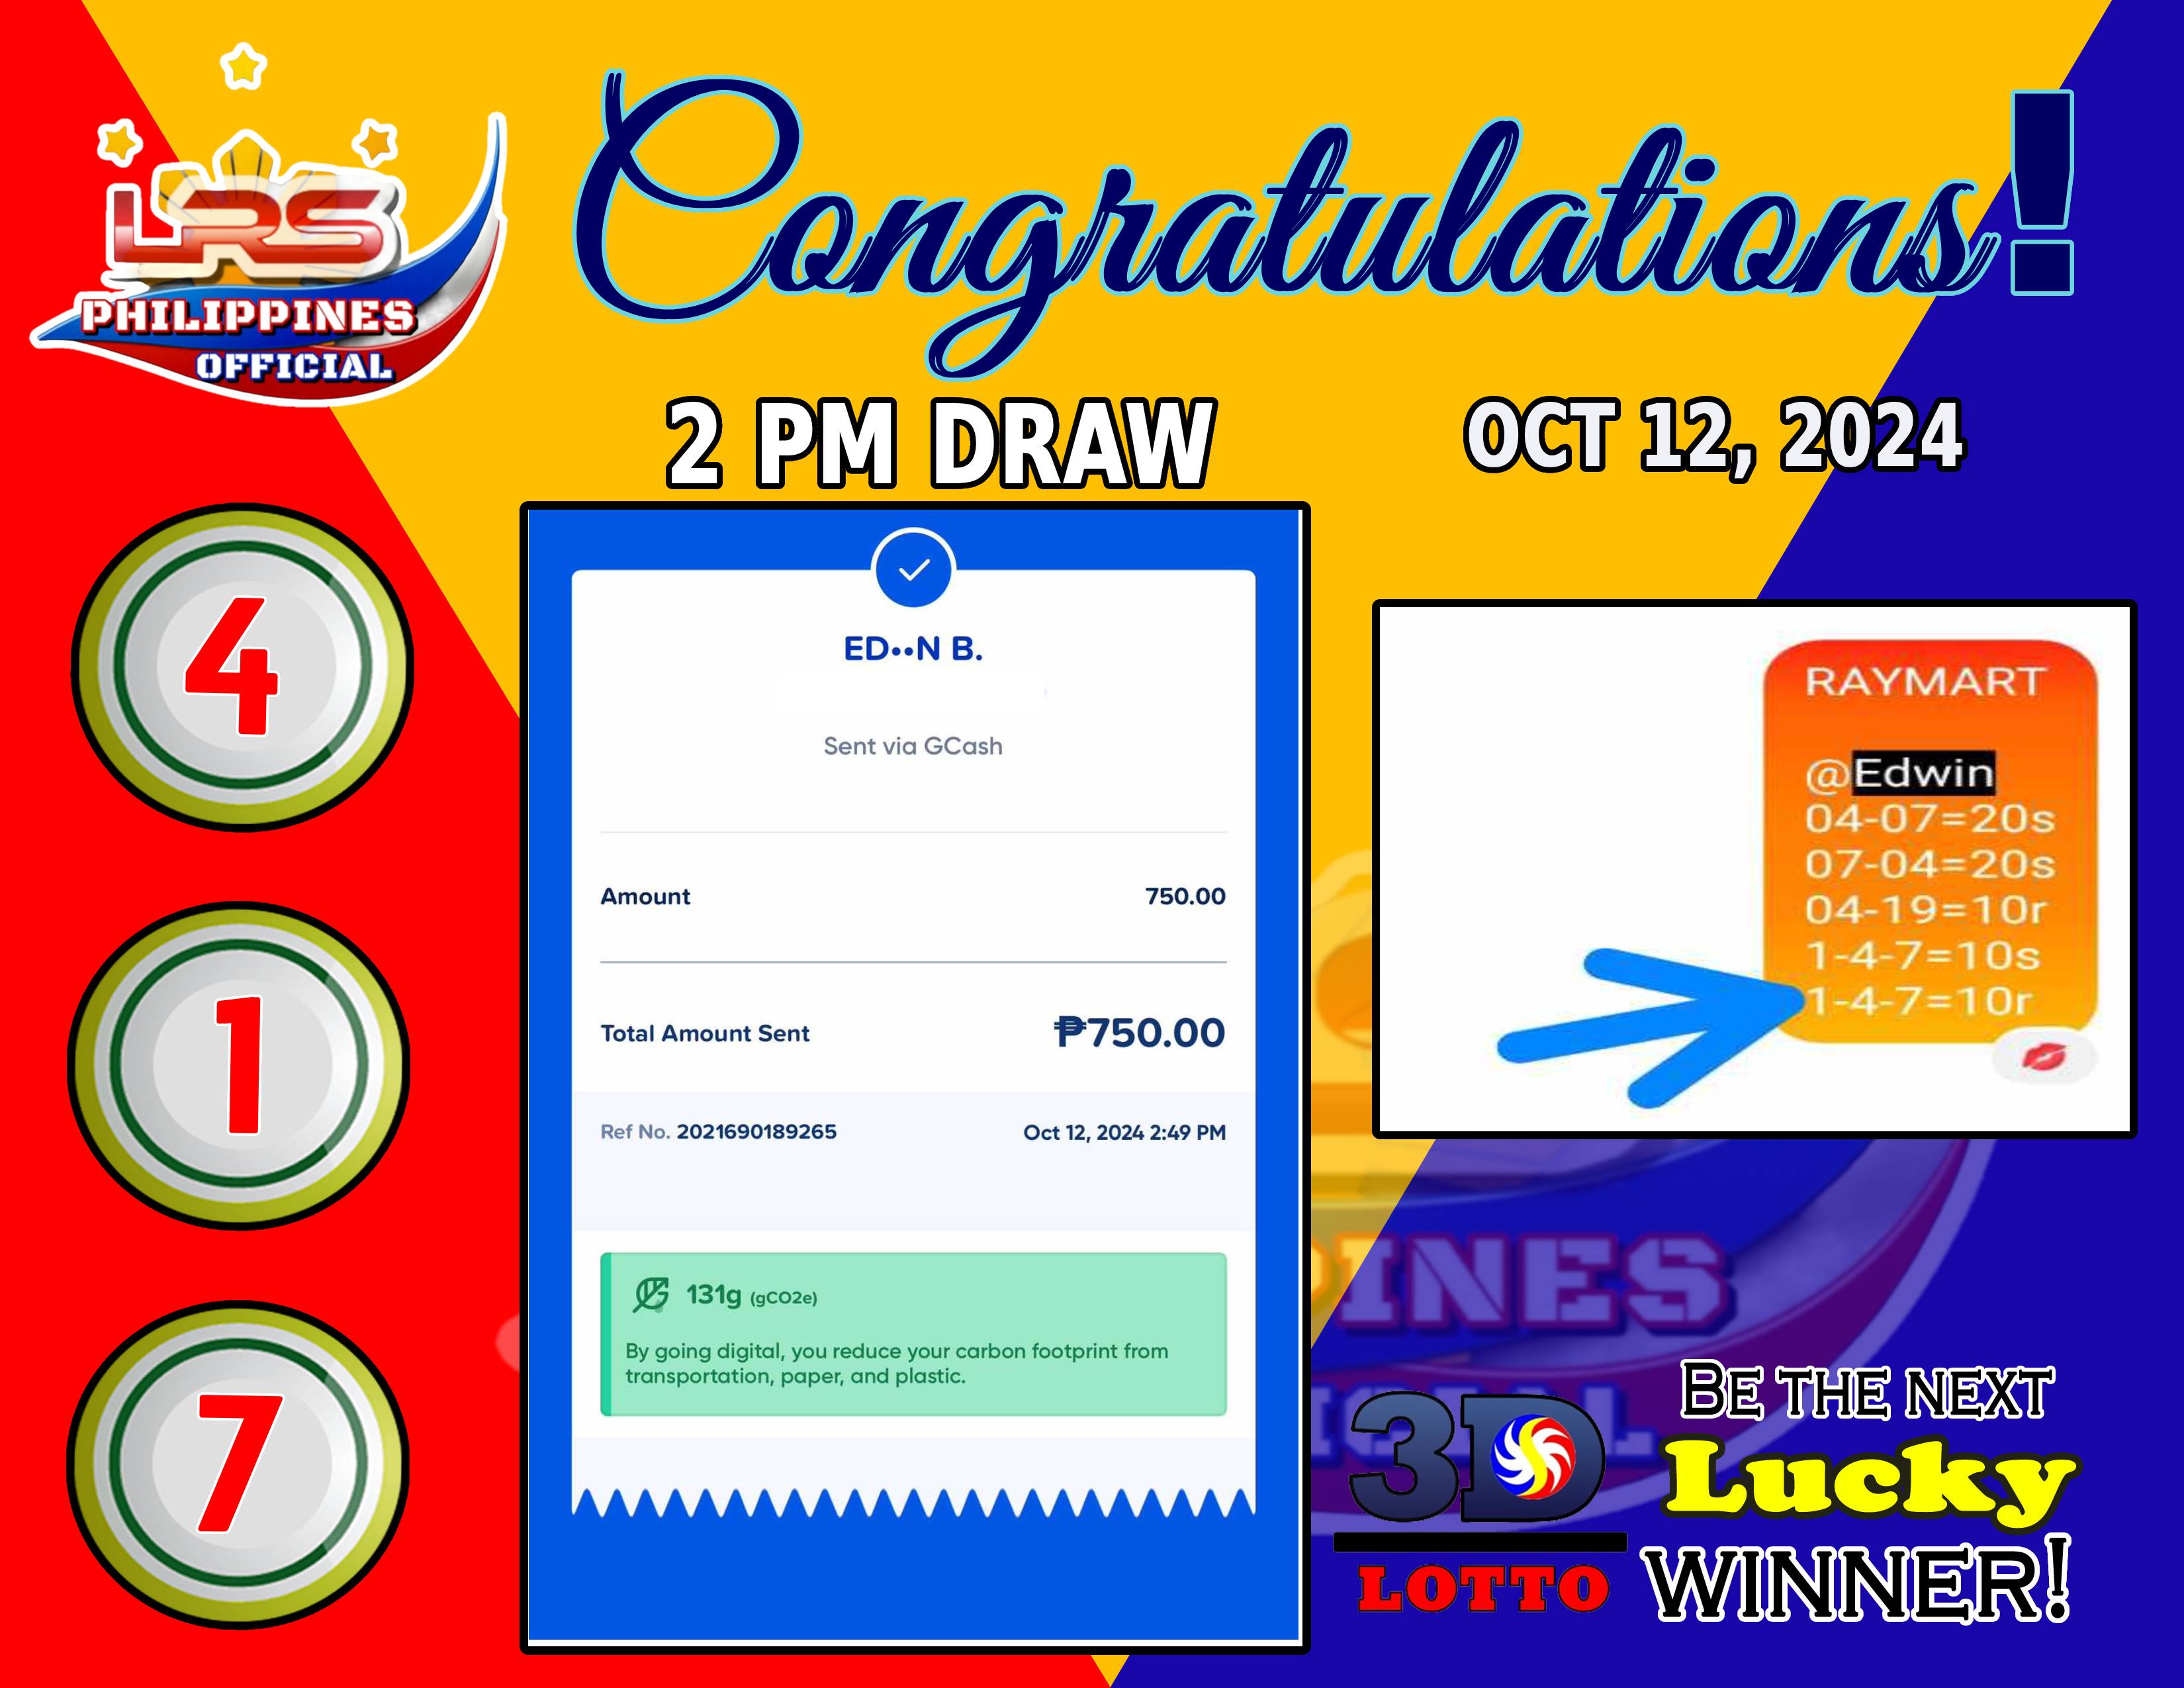 LRS
PHILIPPINES
OFFICIAL
Congratulations!
2 PM DRAW
OCT 12, 2024
4
1
7
ED••N B.
Sent via GCash
Amount 750.00
Total Amount Sent ₱750.00
Ref No. 2021690189265 Oct 12, 2024 2:49 PM
131g (gCO2e)
By going digital, you reduce your carbon footprint from
transportation, paper, and plastic.
RAYMART
@Edwin
04-07=20s
07-04=20s
04-19=10r
1-4-7=10s
1-4-7=10r
PINES
3D
LOTTO
BE THE NEXT
Lucky
WINNER!